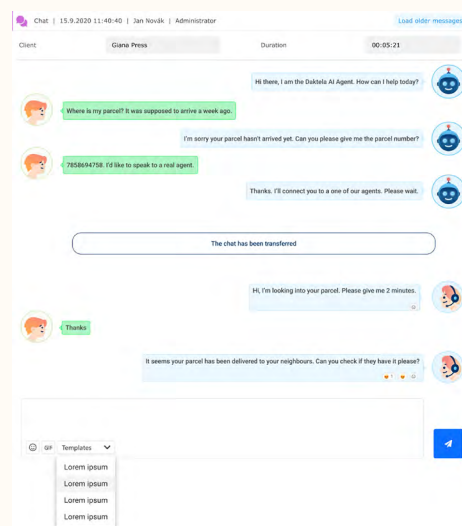 Chat | 15.9.2020 11:40:40 | Jan Novák | Administrator
Load older messages
Client
Giana Press
Duration
00:05:21
Hi there, I am the Daktela AI Agent. How can I help today?
Where is my parcel? It was supposed to arrive a week ago.
I'm sorry your parcel hasn't arrived yet. Can you please give me the parcel number?
7858694758. I'd like to speak to a real agent.
Thanks. I'll connect you to a one of our agents. Please wait.
The chat has been transferred
Hi, I'm looking into your parcel. Please give me 2 minutes.
Thanks
It seems your parcel has been delivered to your neighbours. Can you check if they have it please?
1
GIF Templates
Lorem ipsum
Lorem ipsum
Lorem ipsum
Lorem ipsum